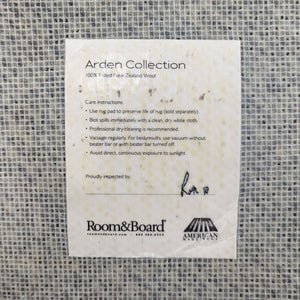 Arden Collection
100% Felted New Zealand Wool
Care instructions:
• Use rug pad to preserve life of rug (sold separately).
• Blot spills immediately with a clean, dry white cloth.
• Professional dry cleaning is recommended.
• Vacuum regularly. For best results, use vacuum without
beater bar or with beater bar turned off.
• Avoid direct, continuous exposure to sunlight.
Proudly inspected by:
Room&Board®
AMERICAN